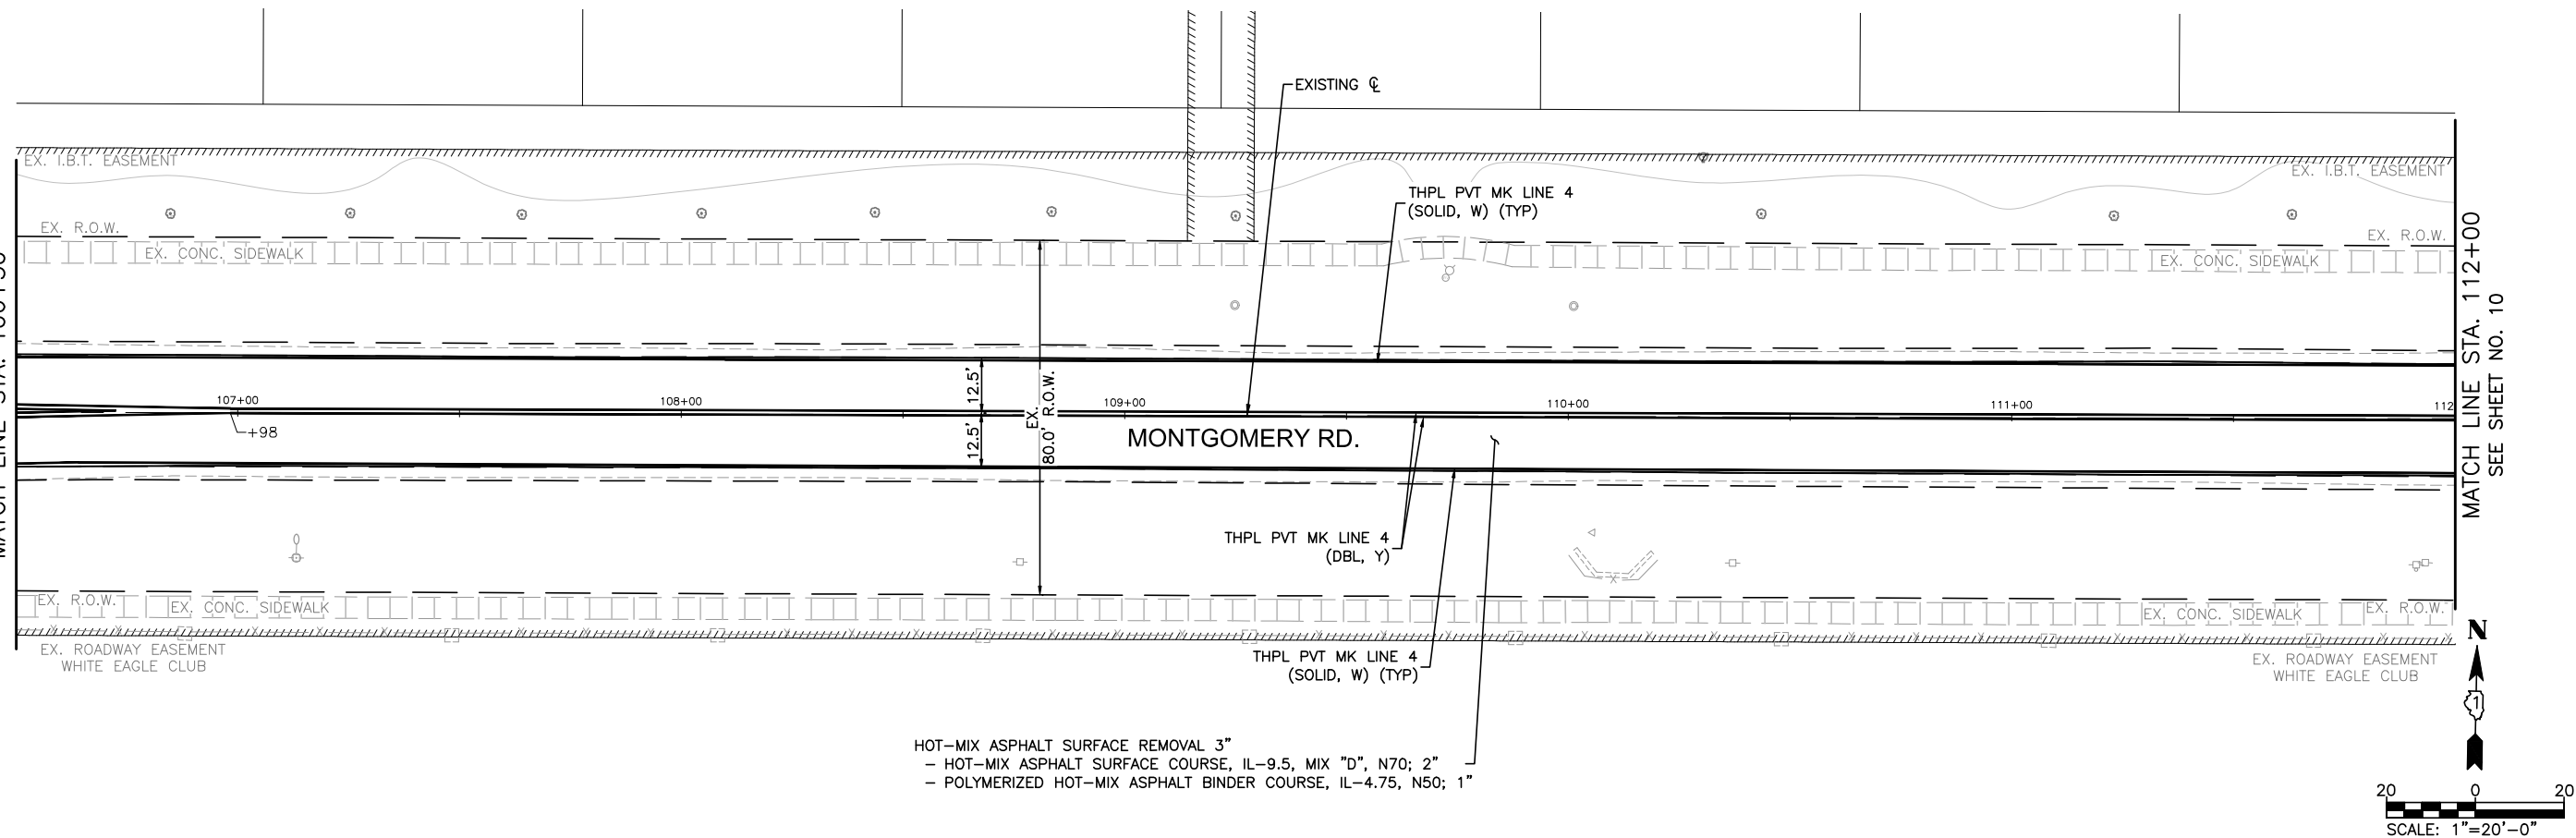 EXISTING ℄
EX. I.B.T. EASEMENT
EX. I.B.T. EASEMENT
THPL PVT MK LINE 4
(SOLID, W) (TYP)
EX. R.O.W.
EX. R.O.W.
EX. CONC. SIDEWALK
EX. CONC. SIDEWALK
MATCH LINE STA. 112+00
SEE SHEET NO. 10
12.5'
12.5'
EX. R.O.W.
80.0'
107+00
108+00
109+00
110+00
111+00
112
+98
MONTGOMERY RD.
THPL PVT MK LINE 4
(DBL, Y)
EX. R.O.W.
EX. CONC. SIDEWALK
EX. CONC. SIDEWALK
EX. R.O.W.
EX. ROADWAY EASEMENT
WHITE EAGLE CLUB
THPL PVT MK LINE 4
(SOLID, W) (TYP)
EX. ROADWAY EASEMENT
WHITE EAGLE CLUB
N
1
HOT-MIX ASPHALT SURFACE REMOVAL 3"
- HOT-MIX ASPHALT SURFACE COURSE, IL-9.5, MIX "D", N70; 2"
- POLYMERIZED HOT-MIX ASPHALT BINDER COURSE, IL-4.75, N50; 1"
20 0 20
SCALE: 1"=20'-0"